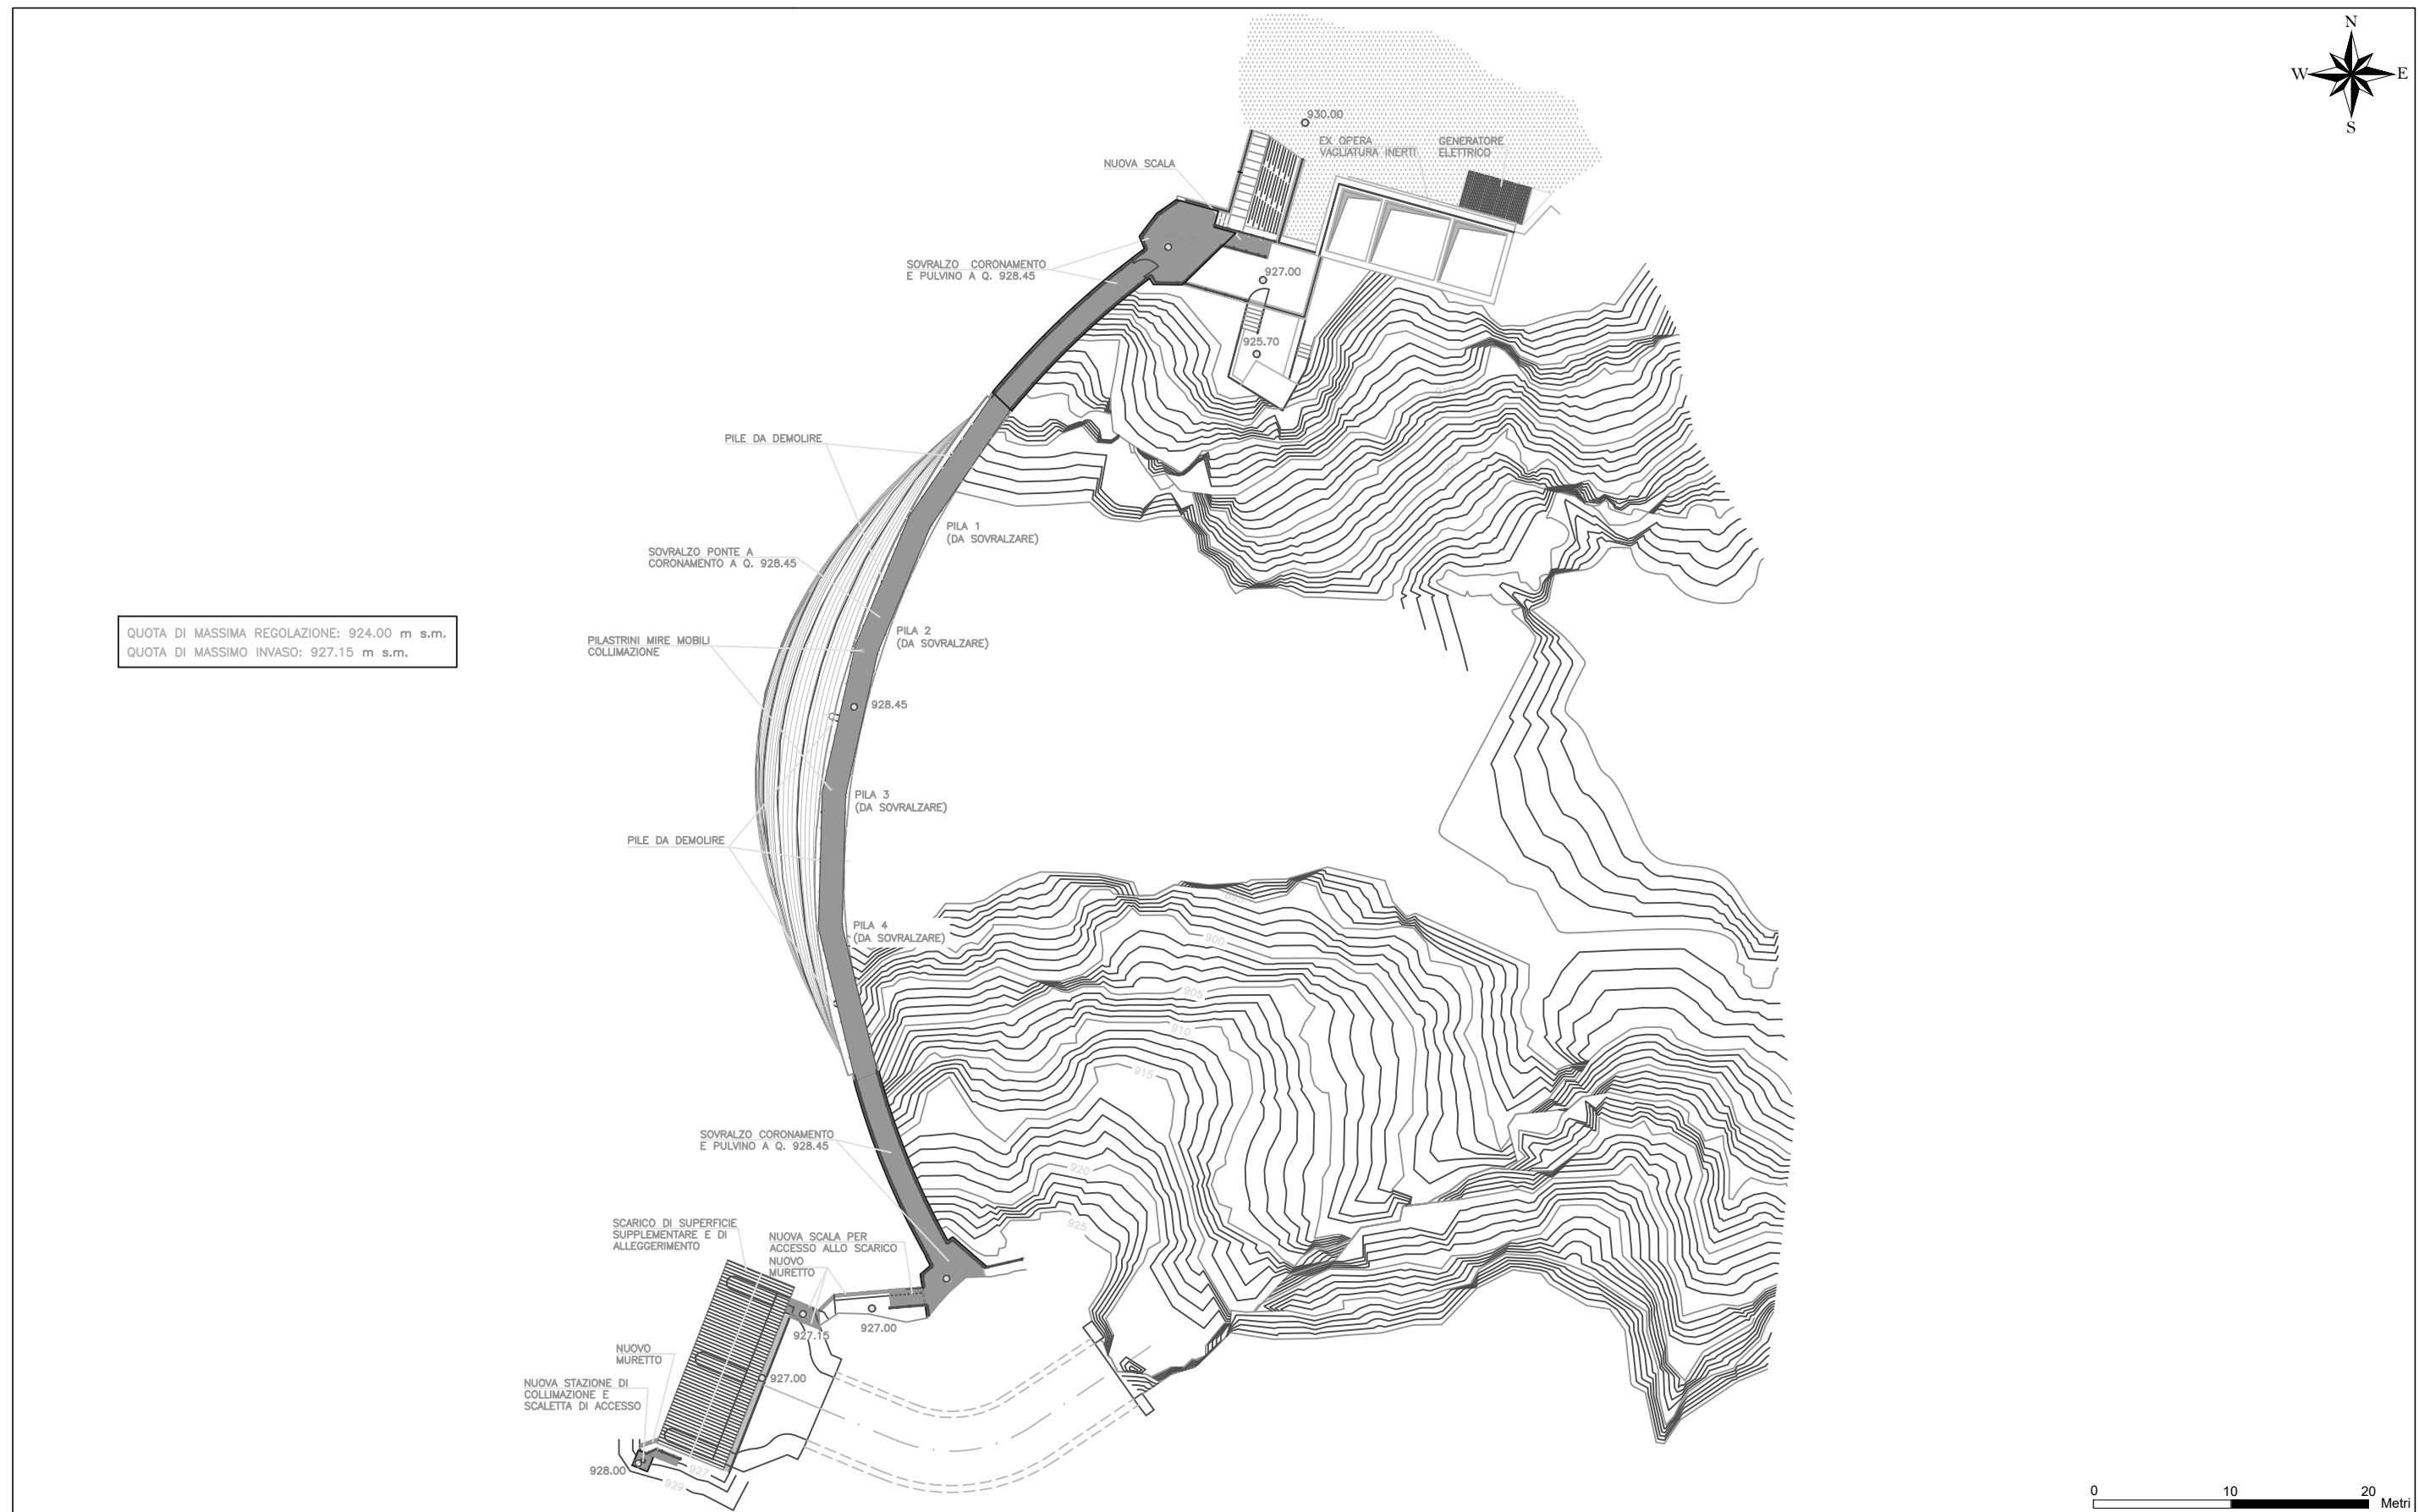 N
W
E
S
930.00
EX OPERA
VAGLIATURA INERTI
GENERATORE
ELETTRICO
NUOVA SCALA
SOVRALZO CORONAMENTO
E PULVINO A Q. 928.45
927.00
925.70
910
PILE DA DEMOLIRE
PILA 1
(DA SOVRALZARE)
SOVRALZO PONTE A
CORONAMENTO A Q. 928.45
QUOTA DI MASSIMA REGOLAZIONE: 924.00 m s.m.
QUOTA DI MASSIMO INVASO: 927.15 m s.m.
PILASTRINI MIRE MOBILI
COLLIMAZIONE
PILA 2
(DA SOVRALZARE)
928.45
PILA 3
(DA SOVRALZARE)
PILE DA DEMOLIRE
PILA 4
(DA SOVRALZARE)
900
905
910
915
SOVRALZO CORONAMENTO
E PULVINO A Q. 928.45
920
925
SCARICO DI SUPERFICIE
SUPPLEMENTARE E DI
ALLEGGERIMENTO
NUOVA SCALA PER
ACCESSO ALLO SCARICO
NUOVO
MURETTO
927.15
927.00
NUOVO
MURETTO
927.00
NUOVA STAZIONE DI
COLLIMAZIONE E
SCALETTA DI ACCESSO
928.00
927
929
0 10 20
Metri